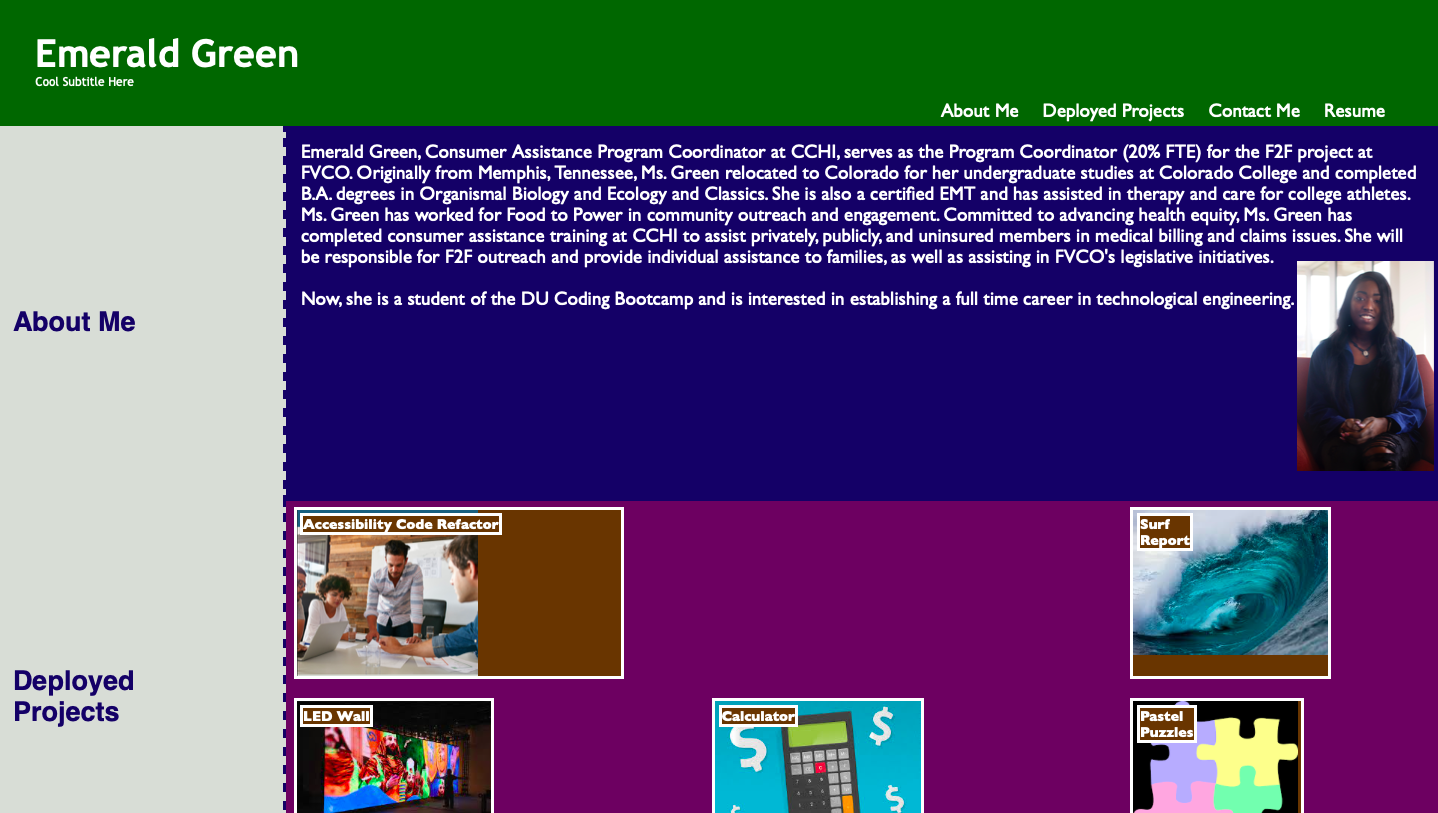 Emerald Green
Cool Subtitle Here
About Me Deployed Projects Contact Me Resume
Emerald Green, Consumer Assistance Program Coordinator at CCHI, serves as the Program Coordinator (20% FTE) for the F2F project at
FVCO. Originally from Memphis, Tennessee, Ms. Green relocated to Colorado for her undergraduate studies at Colorado College and completed
B.A. degrees in Organismal Biology and Ecology and Classics. She is also a certified EMT and has assisted in therapy and care for college athletes.
Ms. Green has worked for Food to Power in community outreach and engagement. Committed to advancing health equity, Ms. Green has
completed consumer assistance training at CCHI to assist privately, publicly, and uninsured members in medical billing and claims issues. She will
be responsible for F2F outreach and provide individual assistance to families, as well as assisting in FVCO's legislative initiatives.
Now, she is a student of the DU Coding Bootcamp and is interested in establishing a full time career in technological engineering.
About Me
Accessibility Code Refactor
Surf
Report
Deployed
Projects
LED Wall
Calculator
Pastel
Puzzles